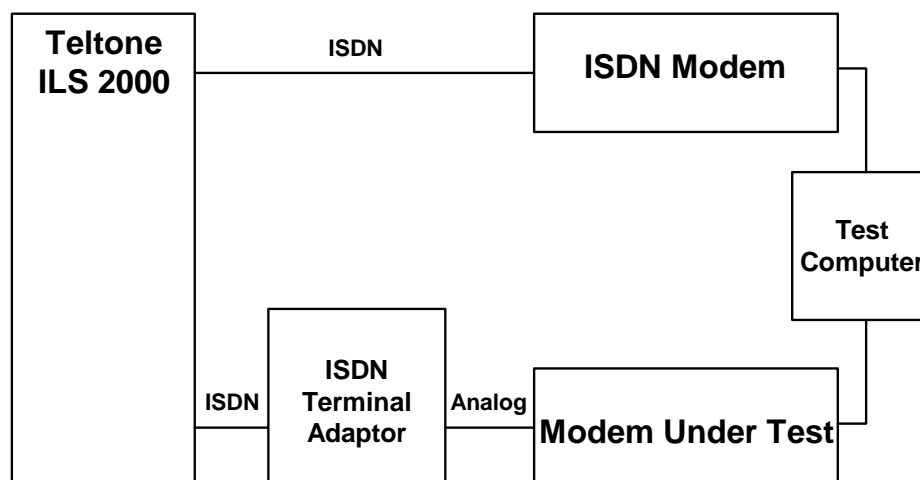 Teltone
ILS 2000
ISDN
ISDN Modem
Test
Computer
ISDN
ISDN
Terminal
Adaptor
Analog
Modem Under Test